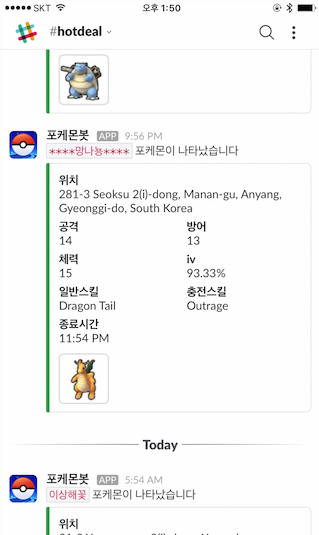 SKT 오후 1:50
#hotdeal
포케몬봇 APP 9:56 PM
****망나뇽**** 포케몬이 나타났습니다
위치
281-3 Seoksu 2(i)-dong, Manan-gu, Anyang,
Gyeonggi-do, South Korea
공격 방어
14 13
체력 iv
15 93.33%
일반스킬 충전스킬
Dragon Tail Outrage
종료시간
11:54 PM
Today
포케몬봇 APP 5:54 AM
이상해꽃 포케몬이 나타났습니다
위치